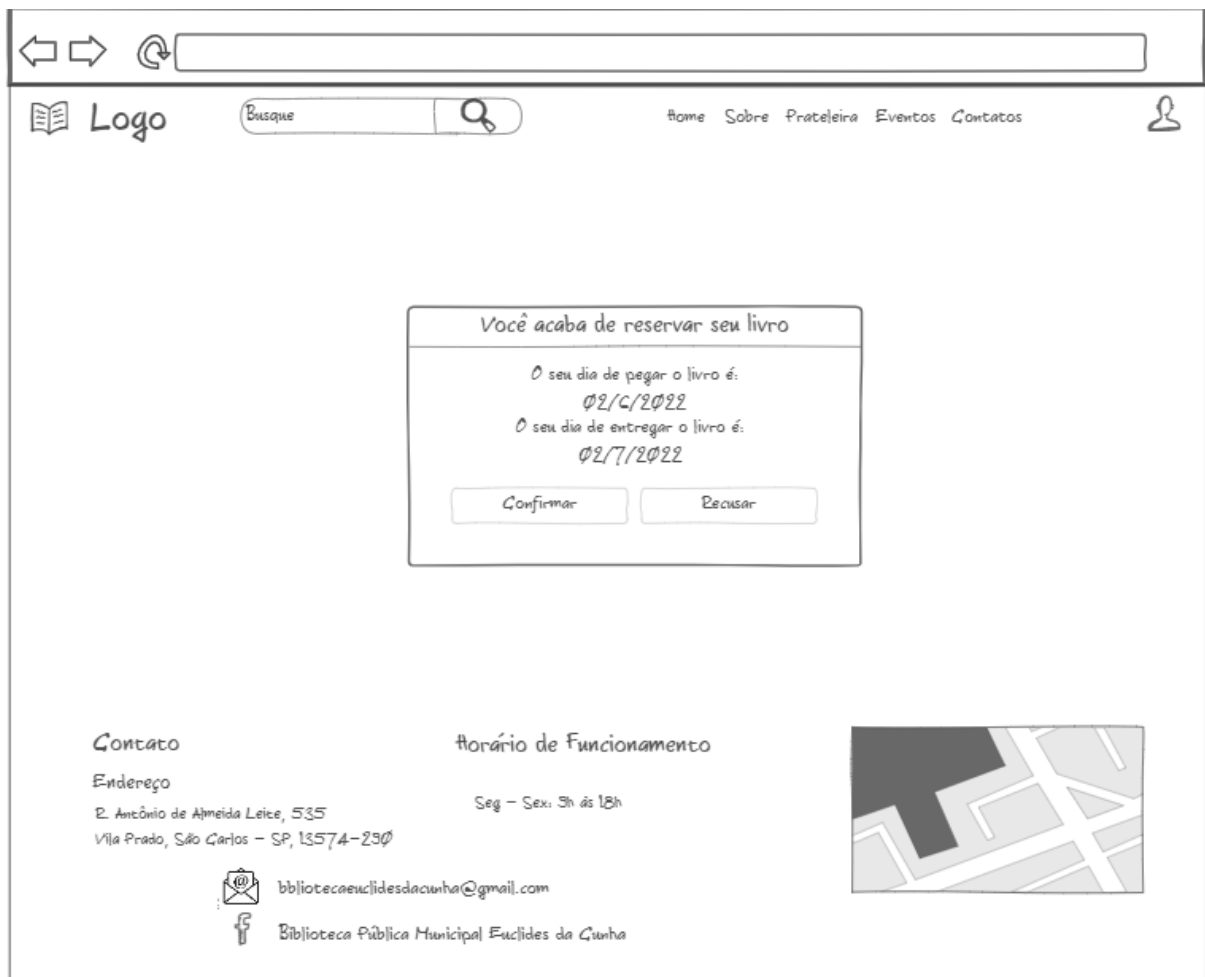 Logo
Busque
Home Sobre Prateleira Eventos Contatos
Você acaba de reservar seu livro
O seu dia de pegar o livro é:
02/6/2022
O seu dia de entregar o livro é:
02/7/2022
Confirmar Recusar
Contato
Endereço
R. Antônio de Almeida Leite, 535
Vila Prado, São Carlos - SP, 13574-290
Horário de Funcionamento
Seg - Sex: 9h ás 18h
bbliotecaeuclidesdacunha@gmail.com
Biblioteca Pública Municipal Euclides da Cunha